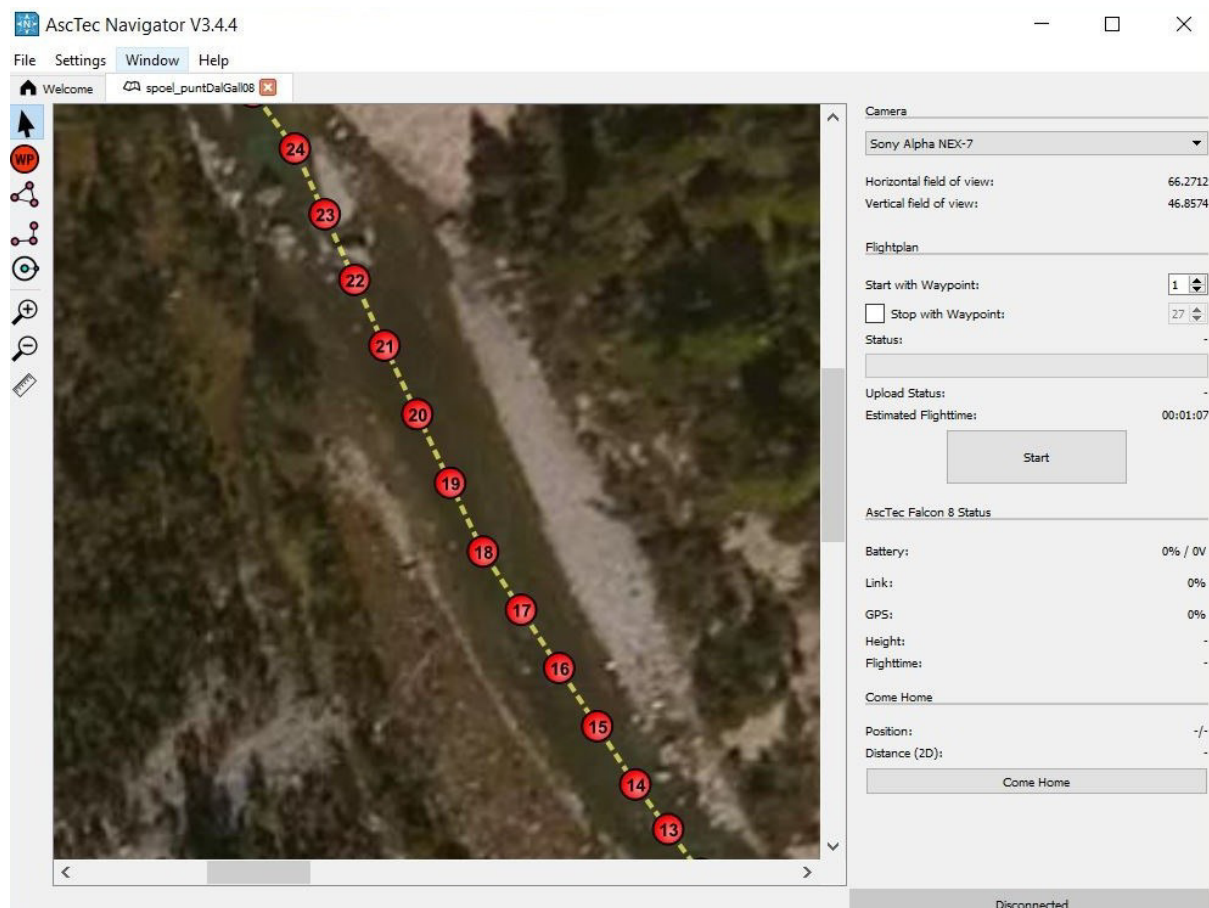 AscTec Navigator V3.4.4
File Settings Window Help
Welcome spoel_puntDalGall08
WP
24
23
22
21
20
19
18
17
16
15
14
13
Camera
Sony Alpha NEX-7
Horizontal field of view: 66.2712
Vertical field of view: 46.8574
Flightplan
Start with Waypoint: 1
Stop with Waypoint: 27
Status: -
Upload Status: -
Estimated Flighttime: 00:01:07
Start
AscTec Falcon 8 Status
Battery: 0% / 0V
Link: 0%
GPS: 0%
Height: -
Flighttime: -
Come Home
Position: -/-
Distance (2D): -
Come Home
Disconnected